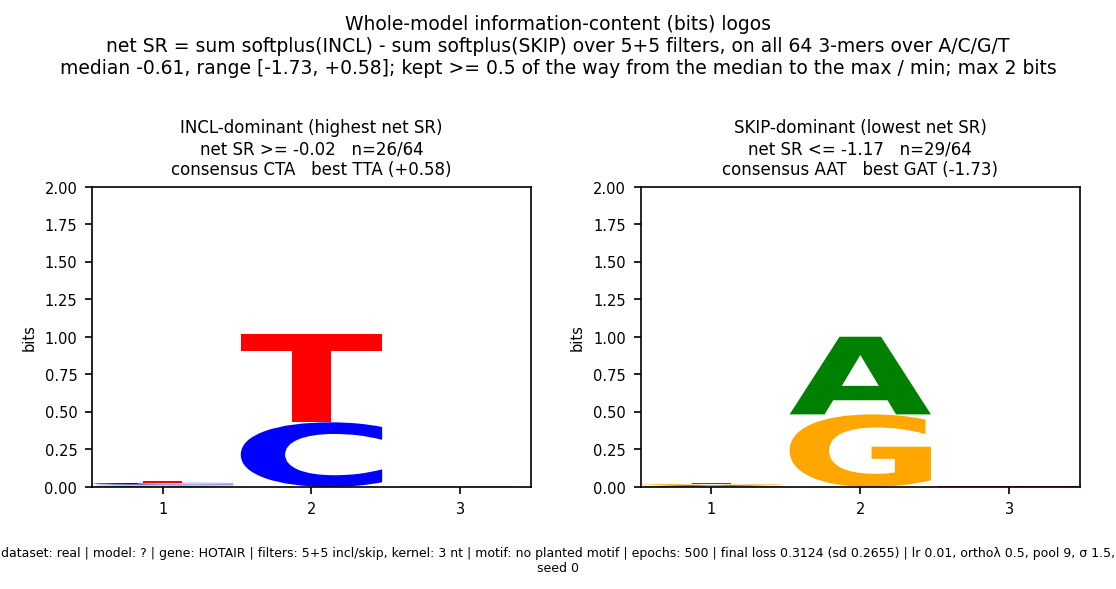 Whole-model information-content (bits) logos
net SR = sum softplus(INCL) - sum softplus(SKIP) over 5+5 filters, on all 64 3-mers over A/C/G/T
median -0.61, range [-1.73, +0.58]; kept >= 0.5 of the way from the median to the max / min; max 2 bits
INCL-dominant (highest net SR)
net SR >= -0.02   n=26/64
consensus CTA   best TTA (+0.58)
2.00
1.75
1.50
1.25
1.00
0.75
0.50
0.25
0.00
bits
T
C
1
2
3
SKIP-dominant (lowest net SR)
net SR <= -1.17   n=29/64
consensus AAT   best GAT (-1.73)
2.00
1.75
1.50
1.25
1.00
0.75
0.50
0.25
0.00
bits
A
G
1
2
3
dataset: real | model: ? | gene: HOTAIR | filters: 5+5 incl/skip, kernel: 3 nt | motif: no planted motif | epochs: 500 | final loss 0.3124 (sd 0.2655) | lr 0.01, orthoλ 0.5, pool 9, σ 1.5,
seed 0